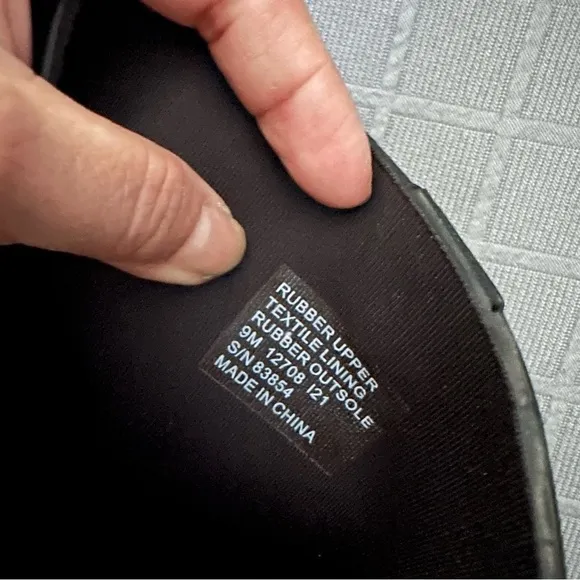 RUBBER UPPER
TEXTILE LINING
RUBBER OUTSOLE
9M 12708 I21
S/N 83854
MADE IN CHINA